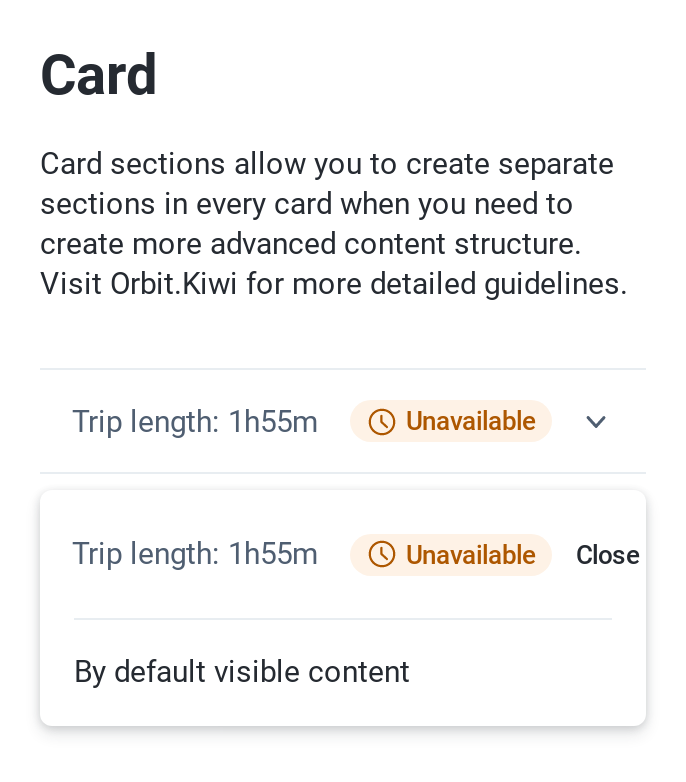 Card
Card sections allow you to create separate
sections in every card when you need to
create more advanced content structure.
Visit Orbit.Kiwi for more detailed guidelines.
Trip length: 1h55m Unavailable
Trip length: 1h55m Unavailable Close
By default visible content